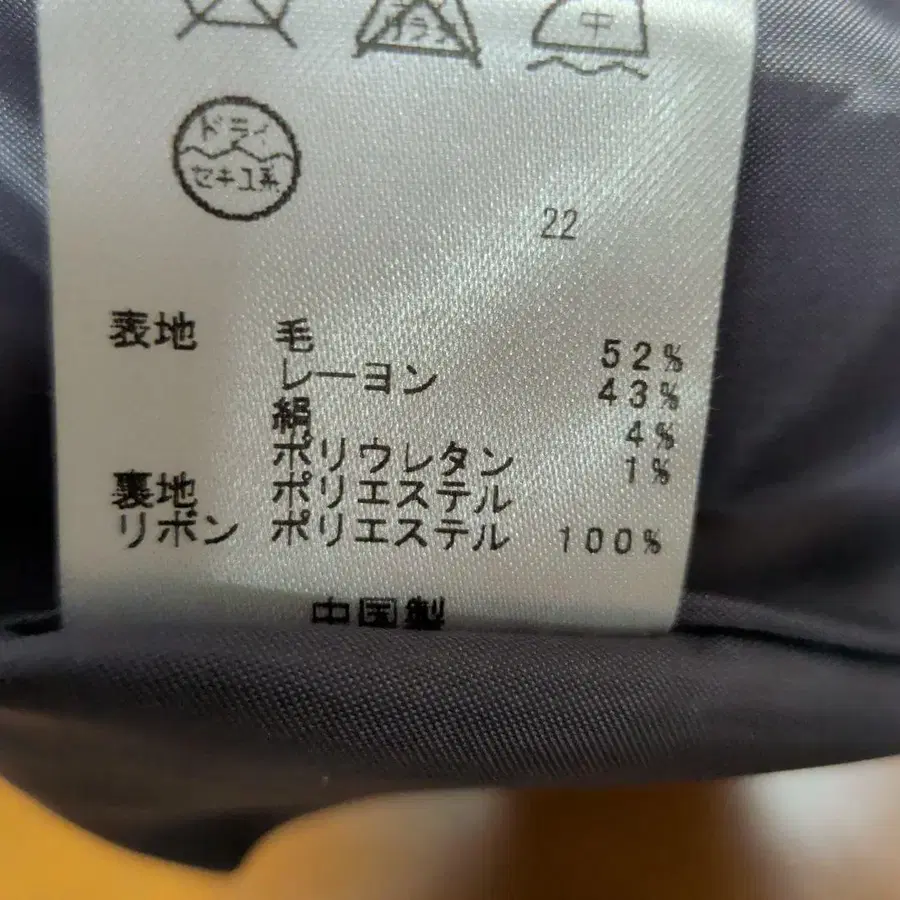 中
ドライ
セキユ系
22
表地 毛 52%
レーヨン 43%
絹 4%
ポリウレタン 1%
裏地 ポリエステル
リボン ポリエステル 100%
中国製